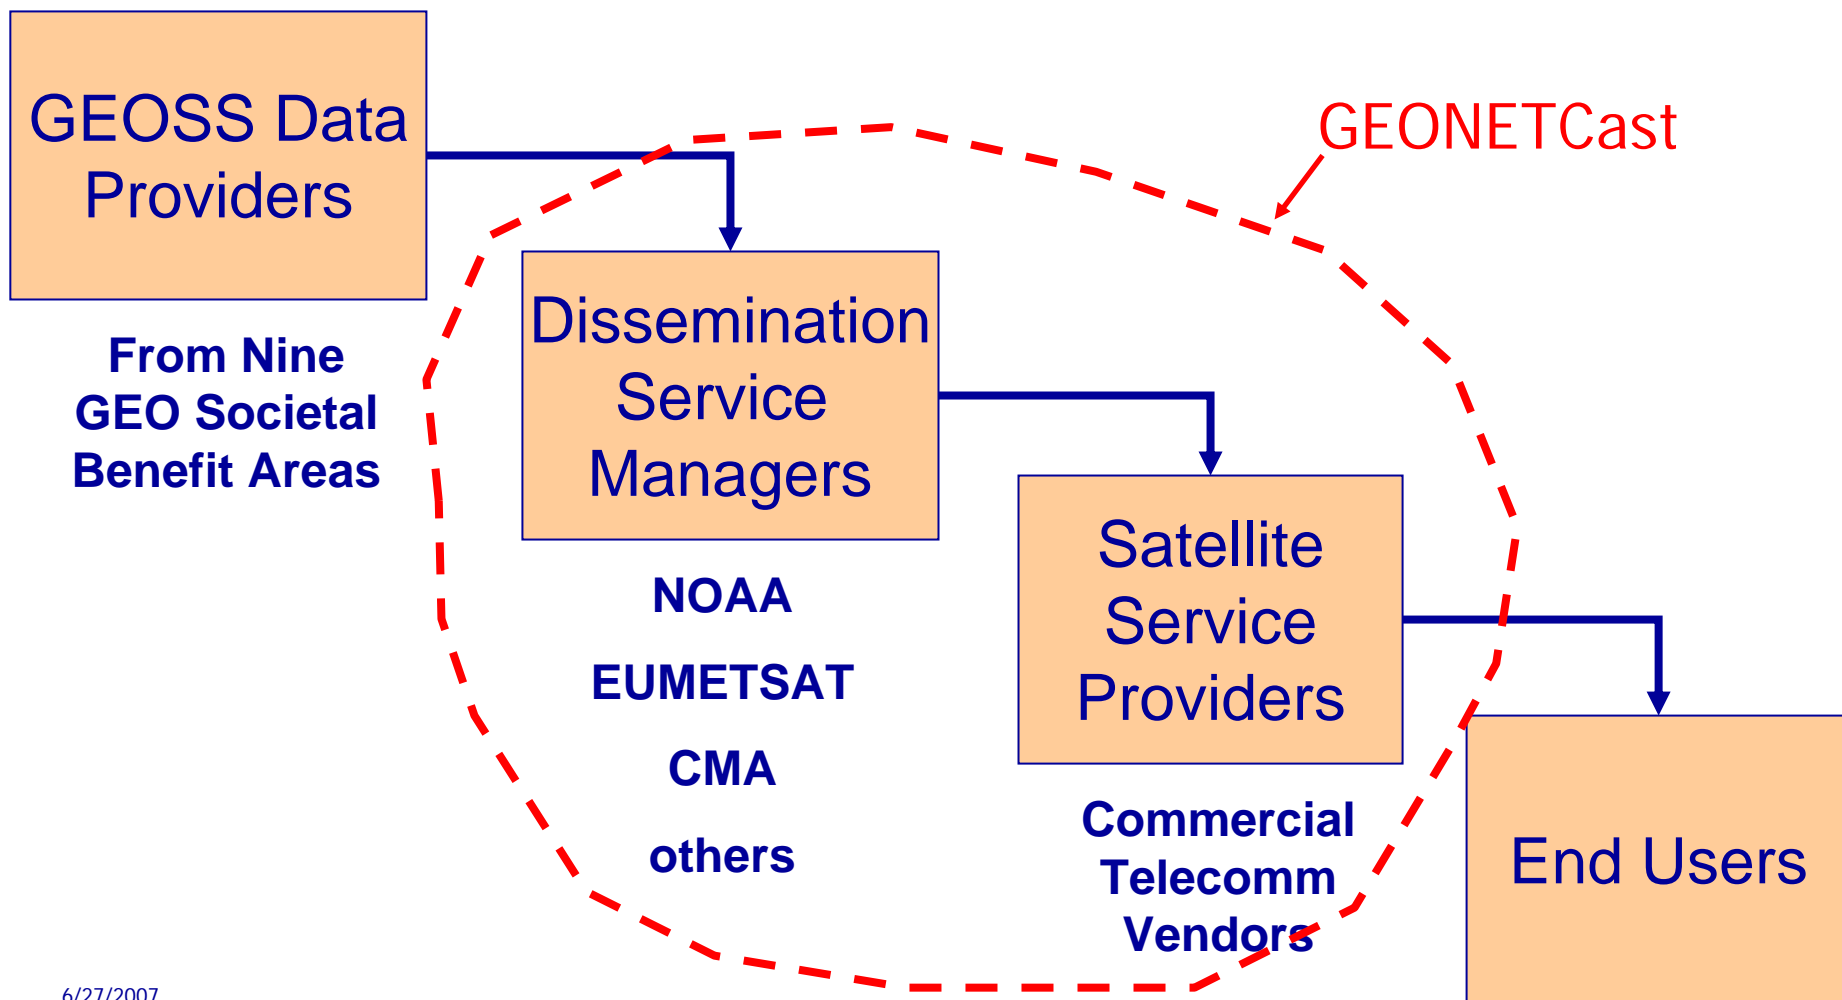 GEOSS Data
Providers
GEONETCast
From Nine
GEO Societal
Benefit Areas
Dissemination
Service
Managers
NOAA
EUMETSAT
CMA
others
Satellite
Service
Providers
Commercial
Telecomm
Vendors
End Users
6/27/2007